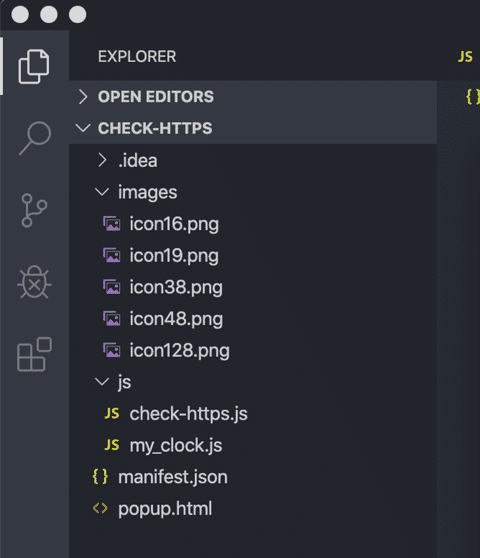 EXPLORER
JS
OPEN EDITORS
{}
CHECK-HTTPS
.idea
images
icon16.png
icon19.png
icon38.png
icon48.png
icon128.png
js
JS check-https.js
JS my_clock.js
{} manifest.json
<> popup.html